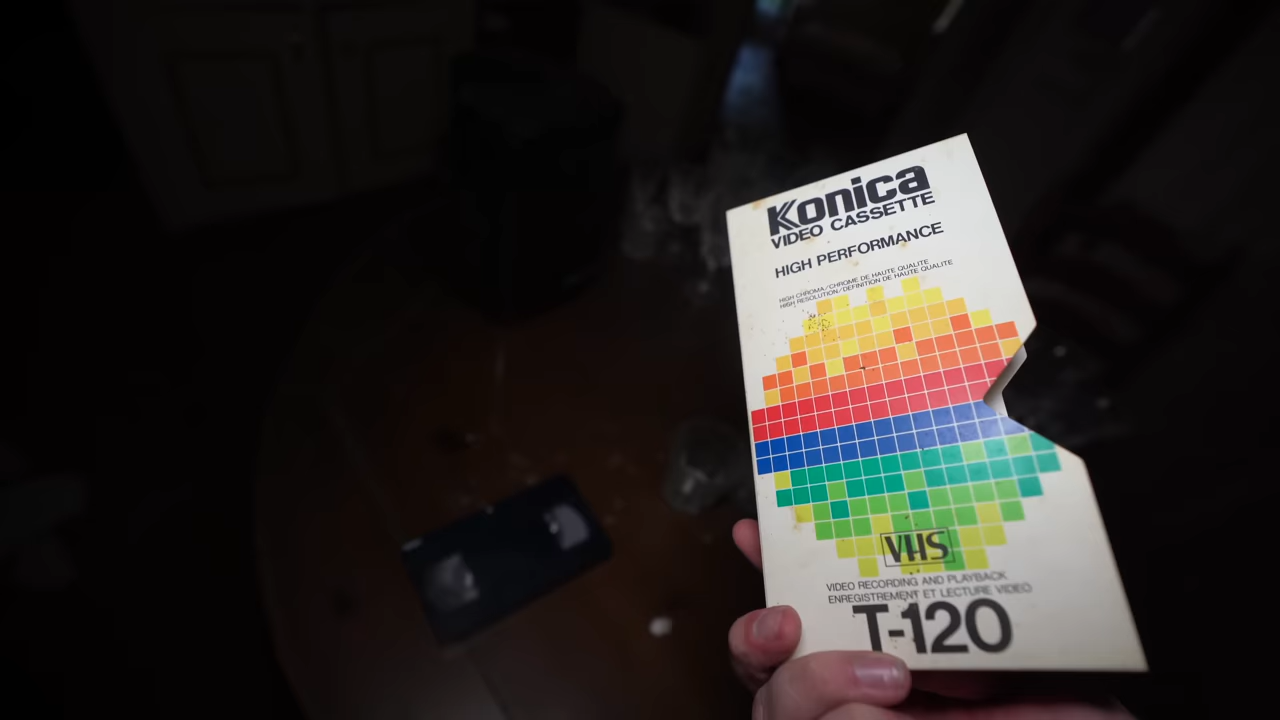 Konica
VIDEO CASSETTE
HIGH PERFORMANCE
HIGH CHROMA/CHROME DE HAUTE QUALITE
HIGH RESOLUTION/DEFINITION DE HAUTE QUALITE
VHS
VIDEO RECORDING AND PLAYBACK
ENREGISTREMENT ET LECTURE VIDEO
T-120